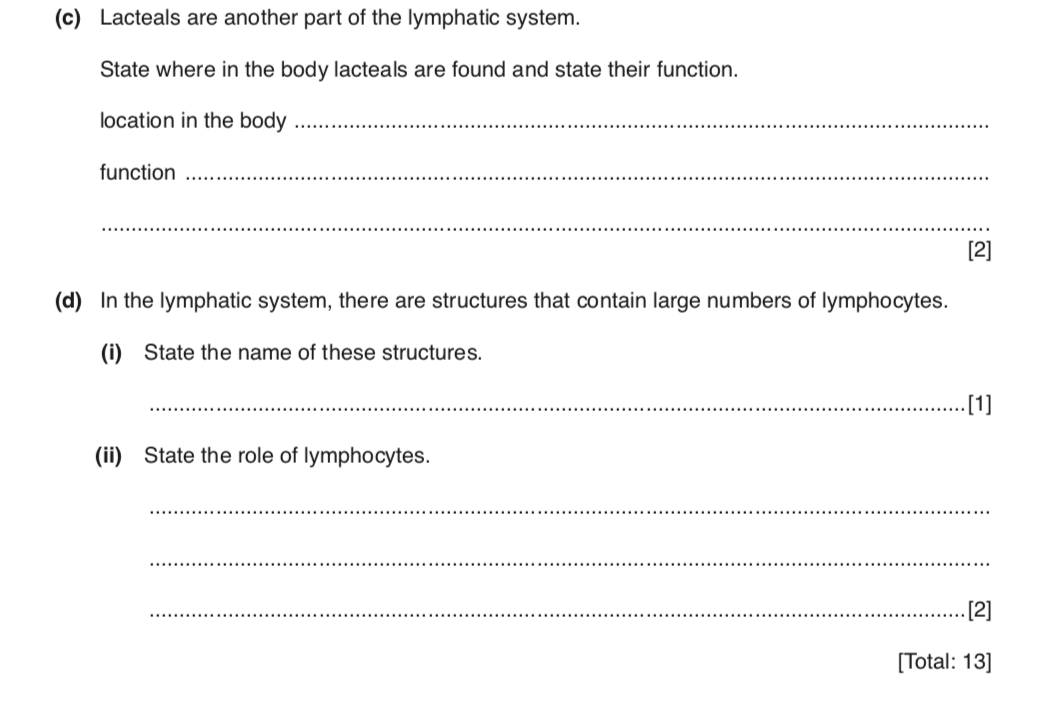 (c) Lacteals are another part of the lymphatic system.
State where in the body lacteals are found and state their function.
location in the body ........................................................................................................................
function ........................................................................................................................
........................................................................................................................
[2]
(d) In the lymphatic system, there are structures that contain large numbers of lymphocytes.
(i) State the name of these structures.
........................................................................................................................[1]
(ii) State the role of lymphocytes.
........................................................................................................................
........................................................................................................................
........................................................................................................................[2]
[Total: 13]